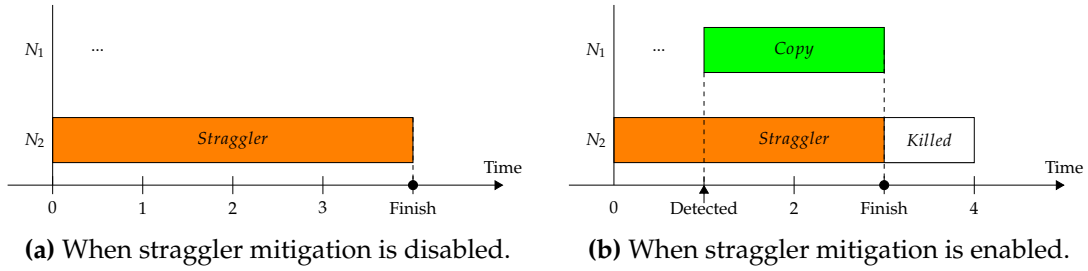 N1
...
N2
Straggler
Time
0
1
2
3
Finish
(a) When straggler mitigation is disabled.
N1
...
Copy
N2
Straggler
Killed
Time
0
Detected
2
Finish
4
(b) When straggler mitigation is enabled.